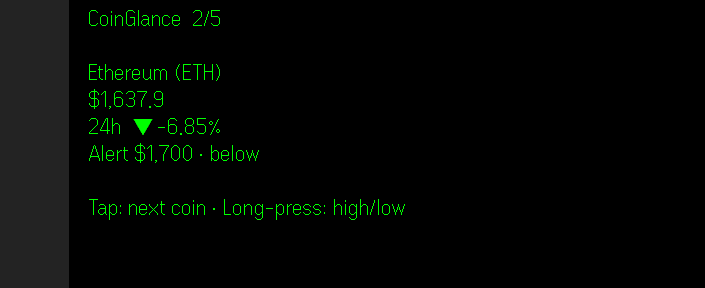 CoinGlance 2/5
Ethereum (ETH)
$1,637.9
24h ▼ -6.85%
Alert $1,700 · below
Tap: next coin · Long-press: high/low